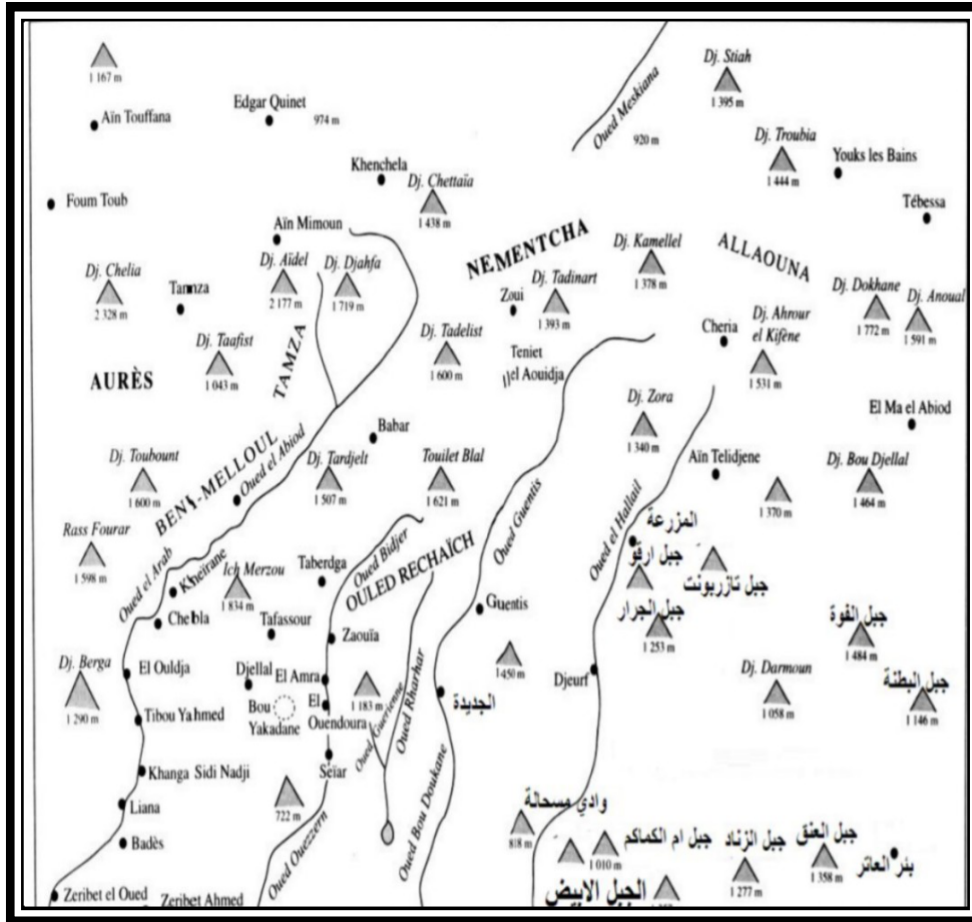 Dj. Stiah
1 167 m
1 395 m
Oued Meskiana
Edgar Quinet
974 m
Aïn Touffana
920 m
Dj. Troubia
1 444 m
Youks les Bains
Khenchela
Dj. Chettaïa
1 438 m
Foum Toub
Tébessa
Aïn Mimoun
NEMENTCHA
Dj. Kamellel
1 378 m
ALLAOUNA
Dj. Chelia
2 328 m
Tamza
Dj. Aïdel
2 177 m
Dj. Djahfa
1 719 m
Zoui
Dj. Tadinart
1 393 m
Dj. Dokhane
1 772 m
Dj. Anoual
1 591 m
Cheria
Dj. Ahrour
el Kifène
1 531 m
Dj. Taafist
1 043 m
TAMZA
Dj. Tadelist
1 600 m
Teniet
el Aouidja
AURÈS
Dj. Zora
1 340 m
El Ma el Abiod
Babar
BENI-MELLOUL
Oued el Abiod
Dj. Toubount
1 600 m
Dj. Tardjelt
1 507 m
Touilet Blal
1 621 m
Oued Guentis
Oued el Hallail
Aïn Telidjene
1 370 m
Dj. Bou Djellal
1 464 m
Rass Fourar
1 598 m
Oued el Arab
Kheirane
Ich Merzou
1 834 m
Taberdga
Oued Bidjer
OULED RECHAÏCH
المزرعة
جبل ارقو
جبل تازربونت
Chebla
Tafassour
Zaouïa
Guentis
جبل الجرار
1 253 m
جبل الفوة
1 484 m
Dj. Berga
1 290 m
El Ouldja
Djellal
El Amra
1 183 m
1 450 m
Djeurf
Dj. Darmoun
1 058 m
جبل البطنة
1 146 m
Bou
Yakadane
El
Ouendoura
Oued Guerienne
Oued Rharhar
الجديدة
Tibou Yahmed
Seïar
Khanga Sidi Nadji
722 m
Liana
Badès
Oued Ouezzern
Oued Bou Doukane
وادي مسحالة
818 m
1 010 m
جبل ام الكماكم
جبل الزناد
1 277 m
جبل العنق
1 358 m
بئر العاتر
الجبل الابيض
Zeribet el Oued
Zeribet Ahmed